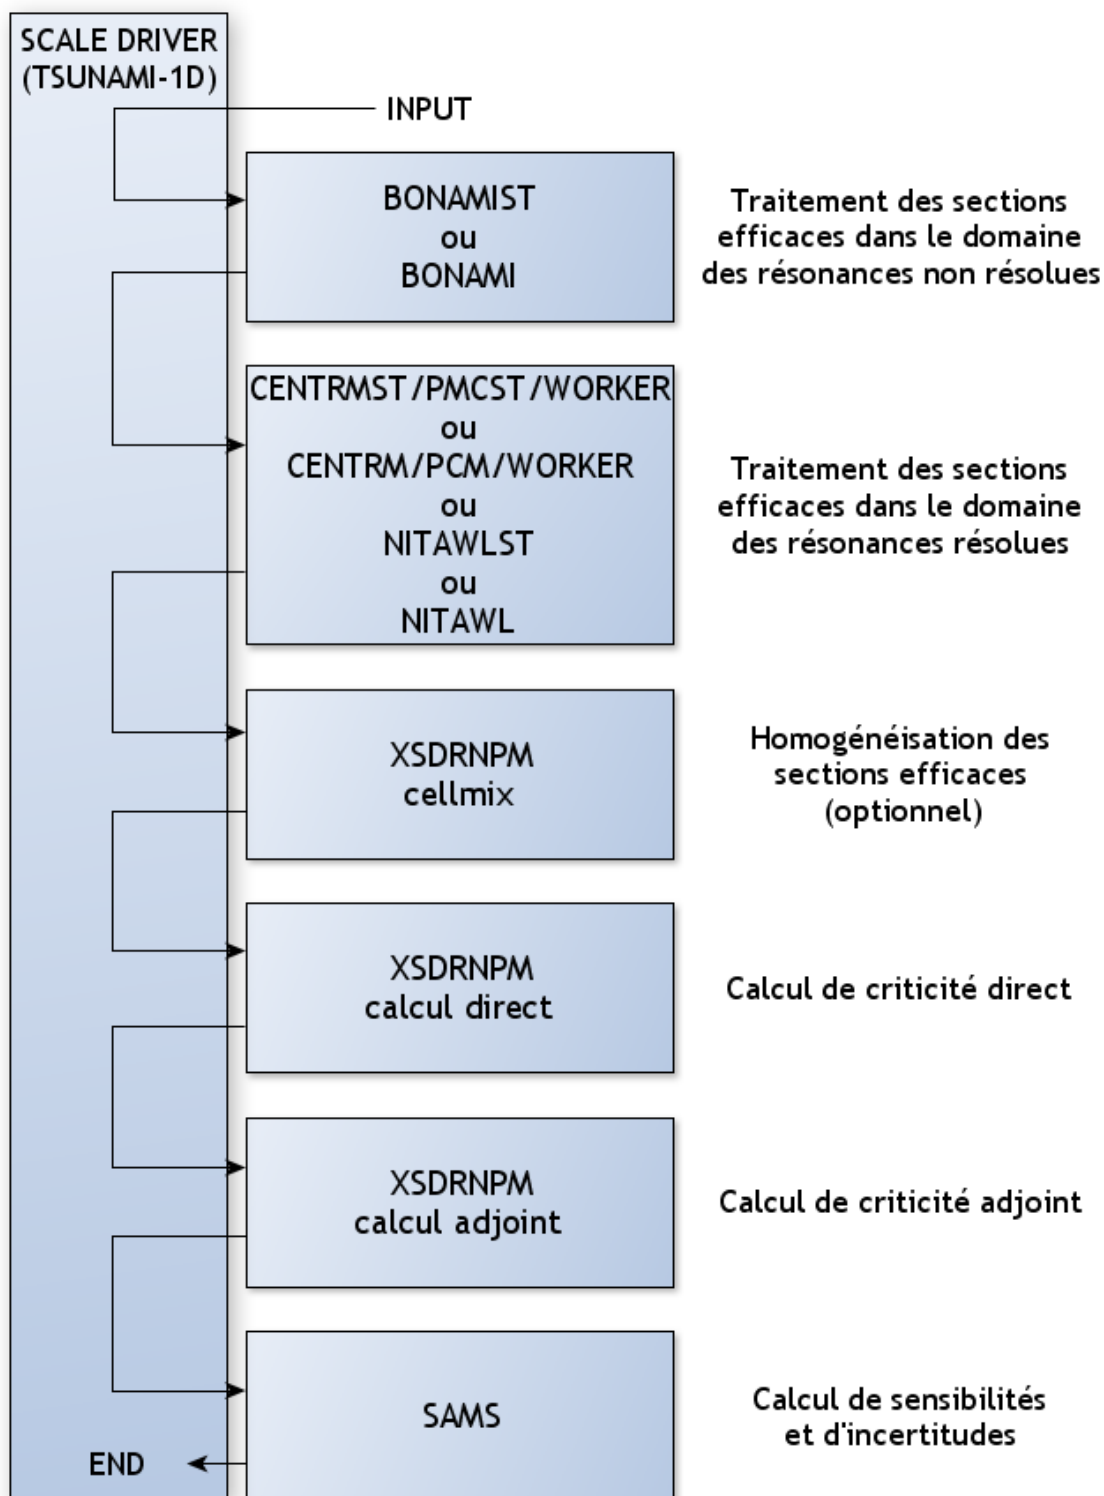 SCALE DRIVER
(TSUNAMI-1D)
INPUT
BONAMIST
ou
BONAMI
Traitement des sections
efficaces dans le domaine
des résonances non résolues
CENTRMST/PMCST/WORKER
ou
CENTRM/PCM/WORKER
ou
NITAWLST
ou
NITAWL
Traitement des sections
efficaces dans le domaine
des résonances résolues
XSDRNPM
cellmix
Homogénéisation des
sections efficaces
(optionnel)
XSDRNPM
calcul direct
Calcul de criticité direct
XSDRNPM
calcul adjoint
Calcul de criticité adjoint
SAMS
Calcul de sensibilités
et d'incertitudes
END